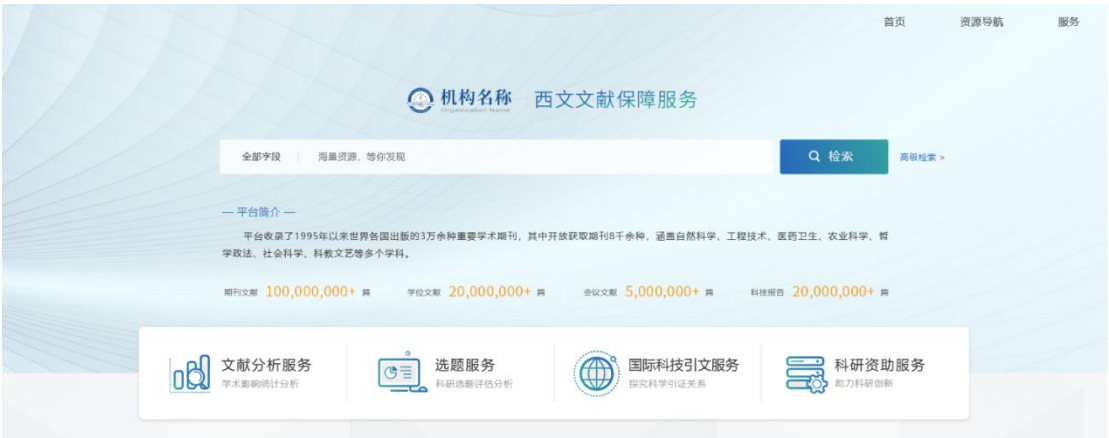 首页 资源导航 服务
机构名称 西文文献保障服务
Organization Name
全部字段 海量资源，等你发现 检索 高级检索 >
— 平台简介 —
平台收录了1995年以来世界各国出版的3万余种重要学术期刊，其中开放获取期刊8千余种，涵盖自然科学、工程技术、医药卫生、农业科学、哲
学政法、社会科学、科教文艺等多个学科。
期刊文献 100,000,000+ 篇 学位文献 20,000,000+ 篇 会议文献 5,000,000+ 篇 科技报告 20,000,000+ 篇
文献分析服务 选题服务 国际科技引文服务 科研资助服务
学术影响统计分析 科研选题评估分析 探究科学引证关系 助力科研创新